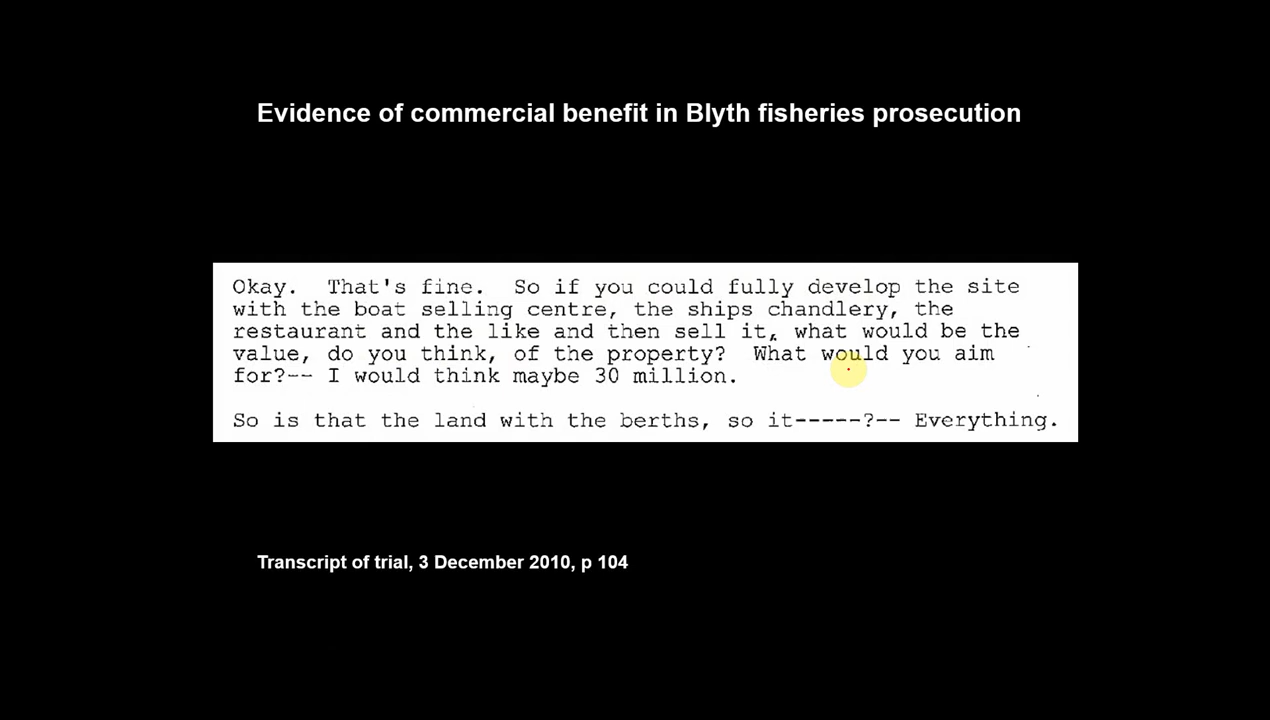 Evidence of commercial benefit in Blyth fisheries prosecution
Okay. That's fine. So if you could fully develop the site
with the boat selling centre, the ships chandlery, the
restaurant and the like and then sell it, what would be the
value, do you think, of the property? What would you aim
for?-- I would think maybe 30 million.
So is that the land with the berths, so it-----?-- Everything.
Transcript of trial, 3 December 2010, p 104